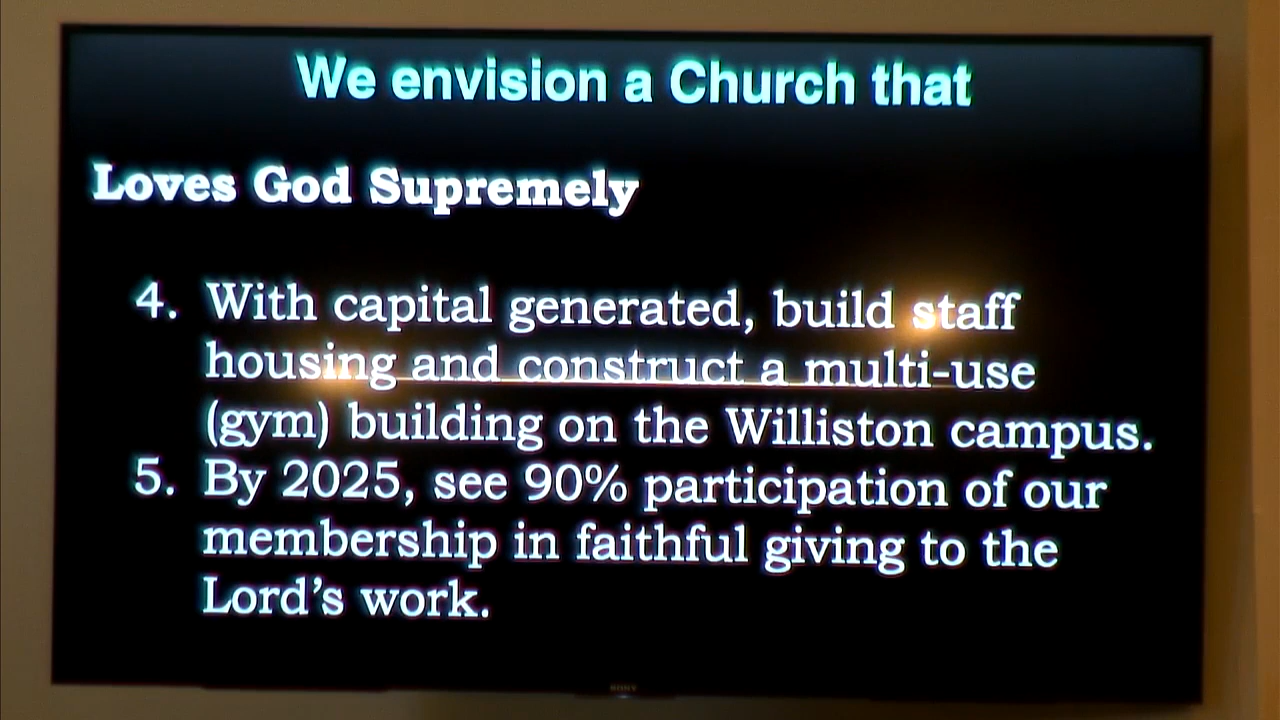 We envision a Church that
Loves God Supremely
4. With capital generated, build staff
housing and construct a multi-use
(gym) building on the Williston campus.
5. By 2025, see 90% participation of our
membership in faithful giving to the
Lord's work.
SONY